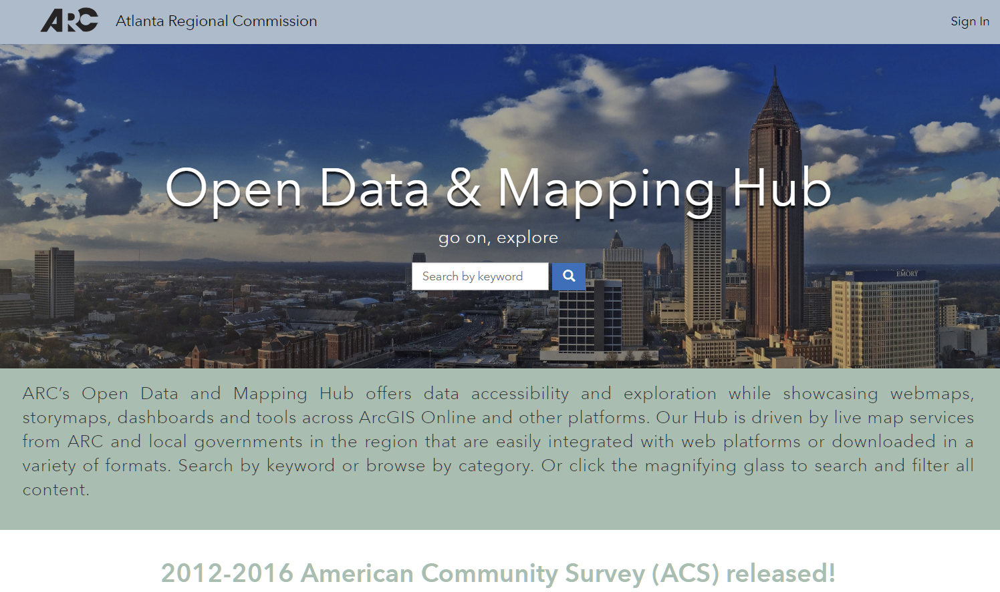 ARC Atlanta Regional Commission Sign In
Open Data & Mapping Hub
go on, explore
Search by keyword
EMORY
ARC’s Open Data and Mapping Hub offers data accessibility and exploration while showcasing webmaps,
storymaps, dashboards and tools across ArcGIS Online and other platforms. Our Hub is driven by live map services
from ARC and local governments in the region that are easily integrated with web platforms or downloaded in a
variety of formats. Search by keyword or browse by category. Or click the magnifying glass to search and filter all
content.
2012-2016 American Community Survey (ACS) released!